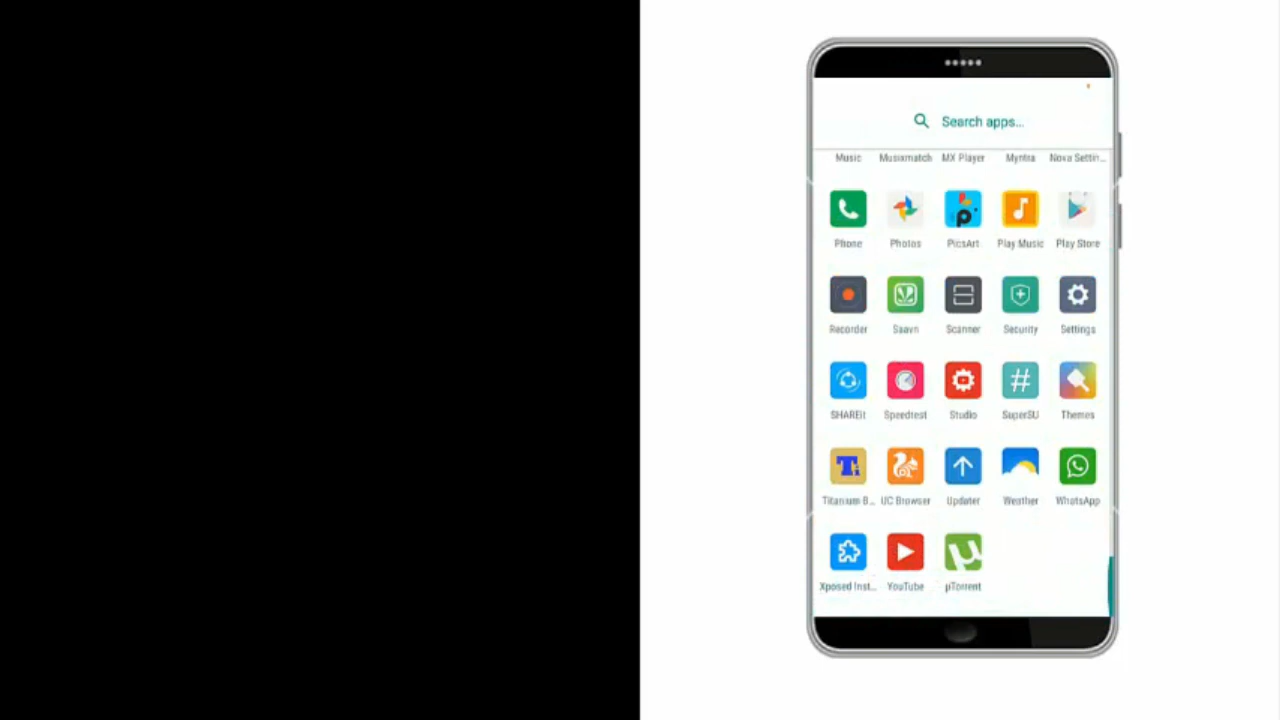 Search apps...
Music Musixmatch MX Player Myntra Nova Settin...
Phone Photos PicsArt Play Music Play Store
Recorder Saavn Scanner Security Settings
SHAREit Speedtest Studio SuperSU Themes
Titanium B... UC Browser Updater Weather WhatsApp
Xposed Inst... YouTube µTorrent